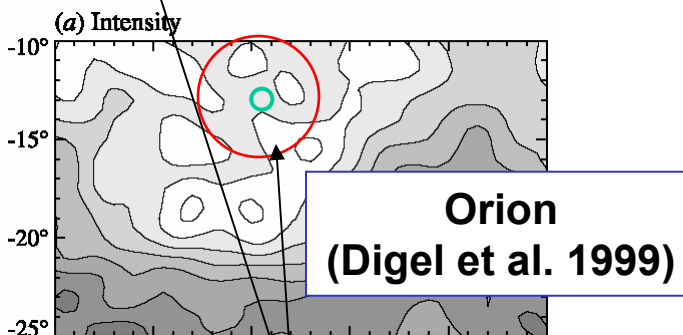 (a) Intensity
-10°
-15°
-20°
-25°
Orion
(Digel et al. 1999)